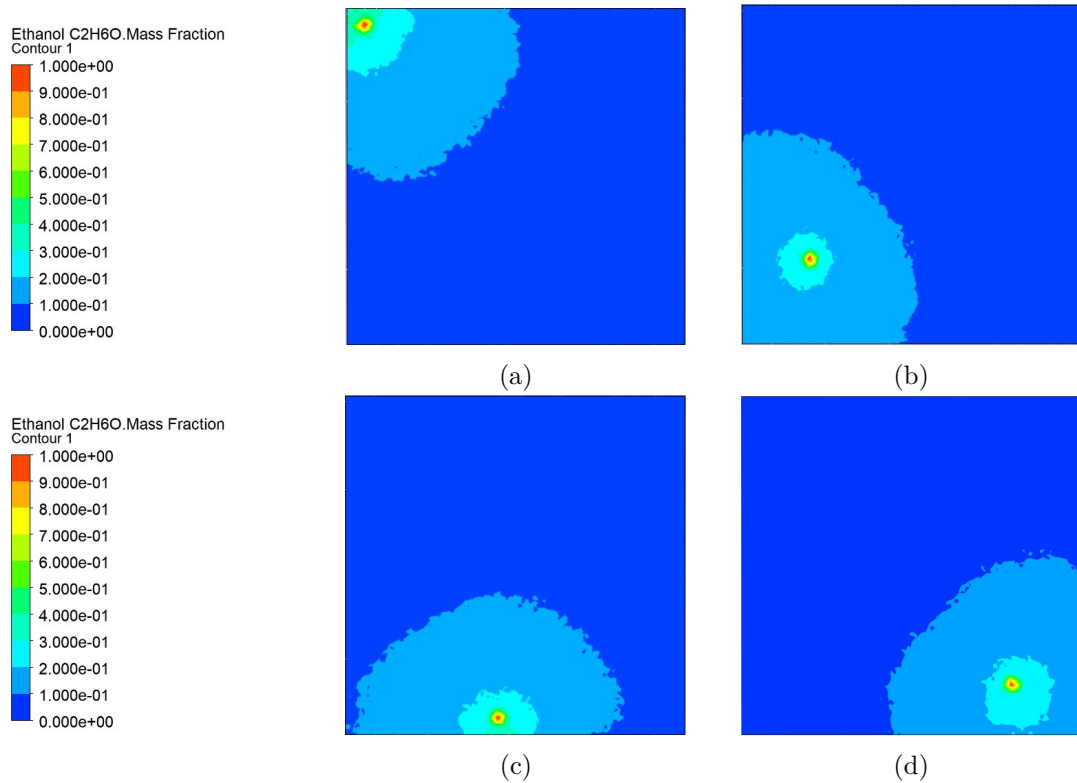 Ethanol C2H6O.Mass Fraction
Contour 1
1.000e+00
9.000e-01
8.000e-01
7.000e-01
6.000e-01
5.000e-01
4.000e-01
3.000e-01
2.000e-01
1.000e-01
0.000e+00
(a)
(b)
Ethanol C2H6O.Mass Fraction
Contour 1
1.000e+00
9.000e-01
8.000e-01
7.000e-01
6.000e-01
5.000e-01
4.000e-01
3.000e-01
2.000e-01
1.000e-01
0.000e+00
(c)
(d)